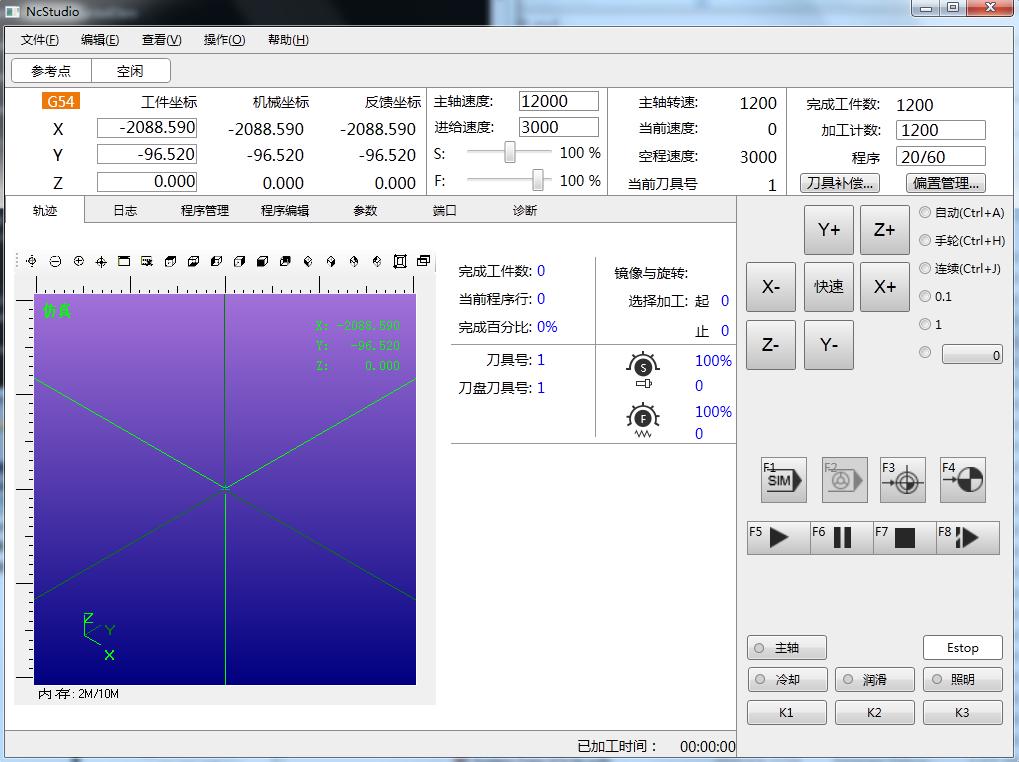 NcStudio
文件(F) 编辑(E) 查看(V) 操作(O) 帮助(H)
参考点 空闲
G54 工件坐标 机械坐标 反馈坐标
X -2088.590 -2088.590 -2088.590
Y -96.520 -96.520 -96.520
Z 0.000 0.000 0.000
主轴速度: 12000
进给速度: 3000
S: 100 %
F: 100 %
主轴转速: 1200
当前速度: 0
空程速度: 3000
当前刀具号 1
完成工件数: 1200
加工计数: 1200
程序 20/60
刀具补偿... 偏置管理...
轨迹 日志 程序管理 程序编辑 参数 端口 诊断
仿真
X: -2088.590
Y: -96.520
Z: 0.000
Z
Y
X
内存: 2M/10M
完成工件数: 0
当前程序行: 0
完成百分比: 0%
刀具号: 1
刀盘刀具号: 1
镜像与旋转:
选择加工: 起 0
止 0
S 100%
0
F 100%
0
已加工时间： 00:00:00
Y+ Z+
X- 快速 X+
Z- Y-
自动(Ctrl+A)
手轮(Ctrl+H)
连续(Ctrl+J)
0.1
1
0
F1 SIM F2 F3 F4
F5 F6 F7 F8
主轴 Estop
冷却 润滑 照明
K1 K2 K3